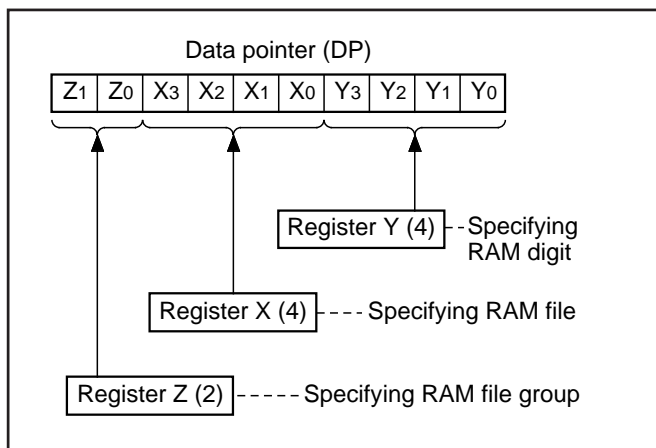 Data pointer (DP)
Z1 Z0 X3 X2 X1 X0 Y3 Y2 Y1 Y0
Register Y (4) Specifying
RAM digit
Register X (4) Specifying RAM file
Register Z (2) Specifying RAM file group